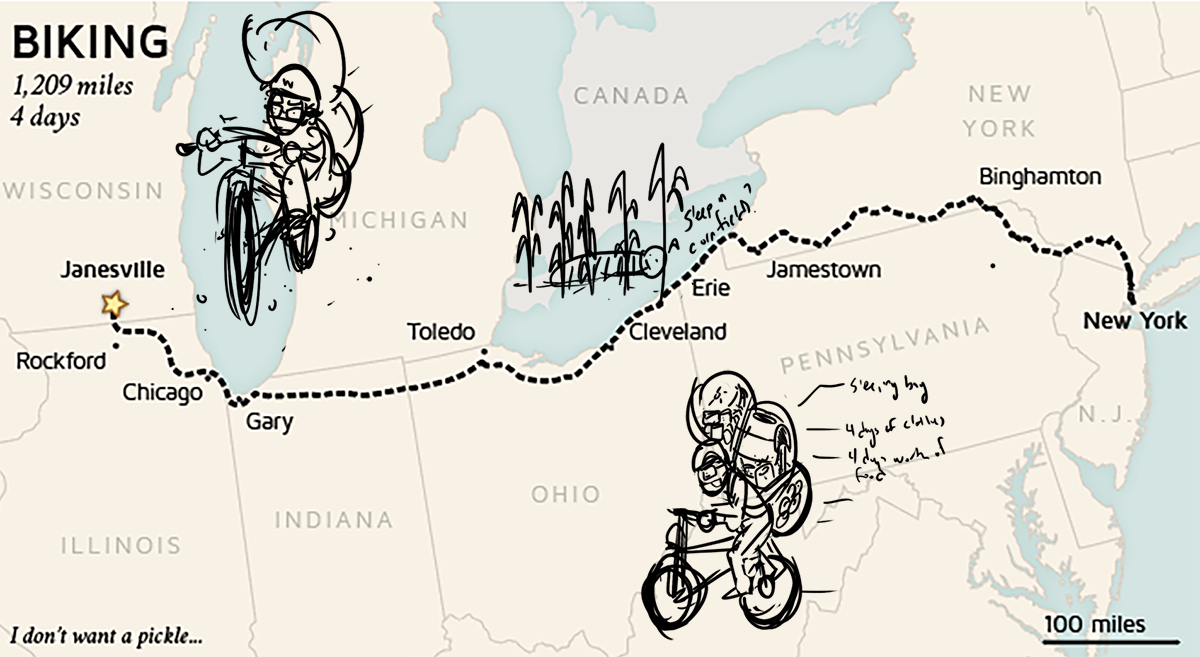 BIKING
1,209 miles
4 days
CANADA
NEW
YORK
WISCONSIN
MICHIGAN
Binghamton
W
Sleep in
cornfields?
Janesville
Jamestown
Erie
Toledo
Cleveland
New York
Rockford
Chicago
Gary
PENNSYLVANIA
Sleeping bag
4 days of clothes
4 days worth of
food
N.J.
OHIO
INDIANA
ILLINOIS
100 miles
I don't want a pickle...